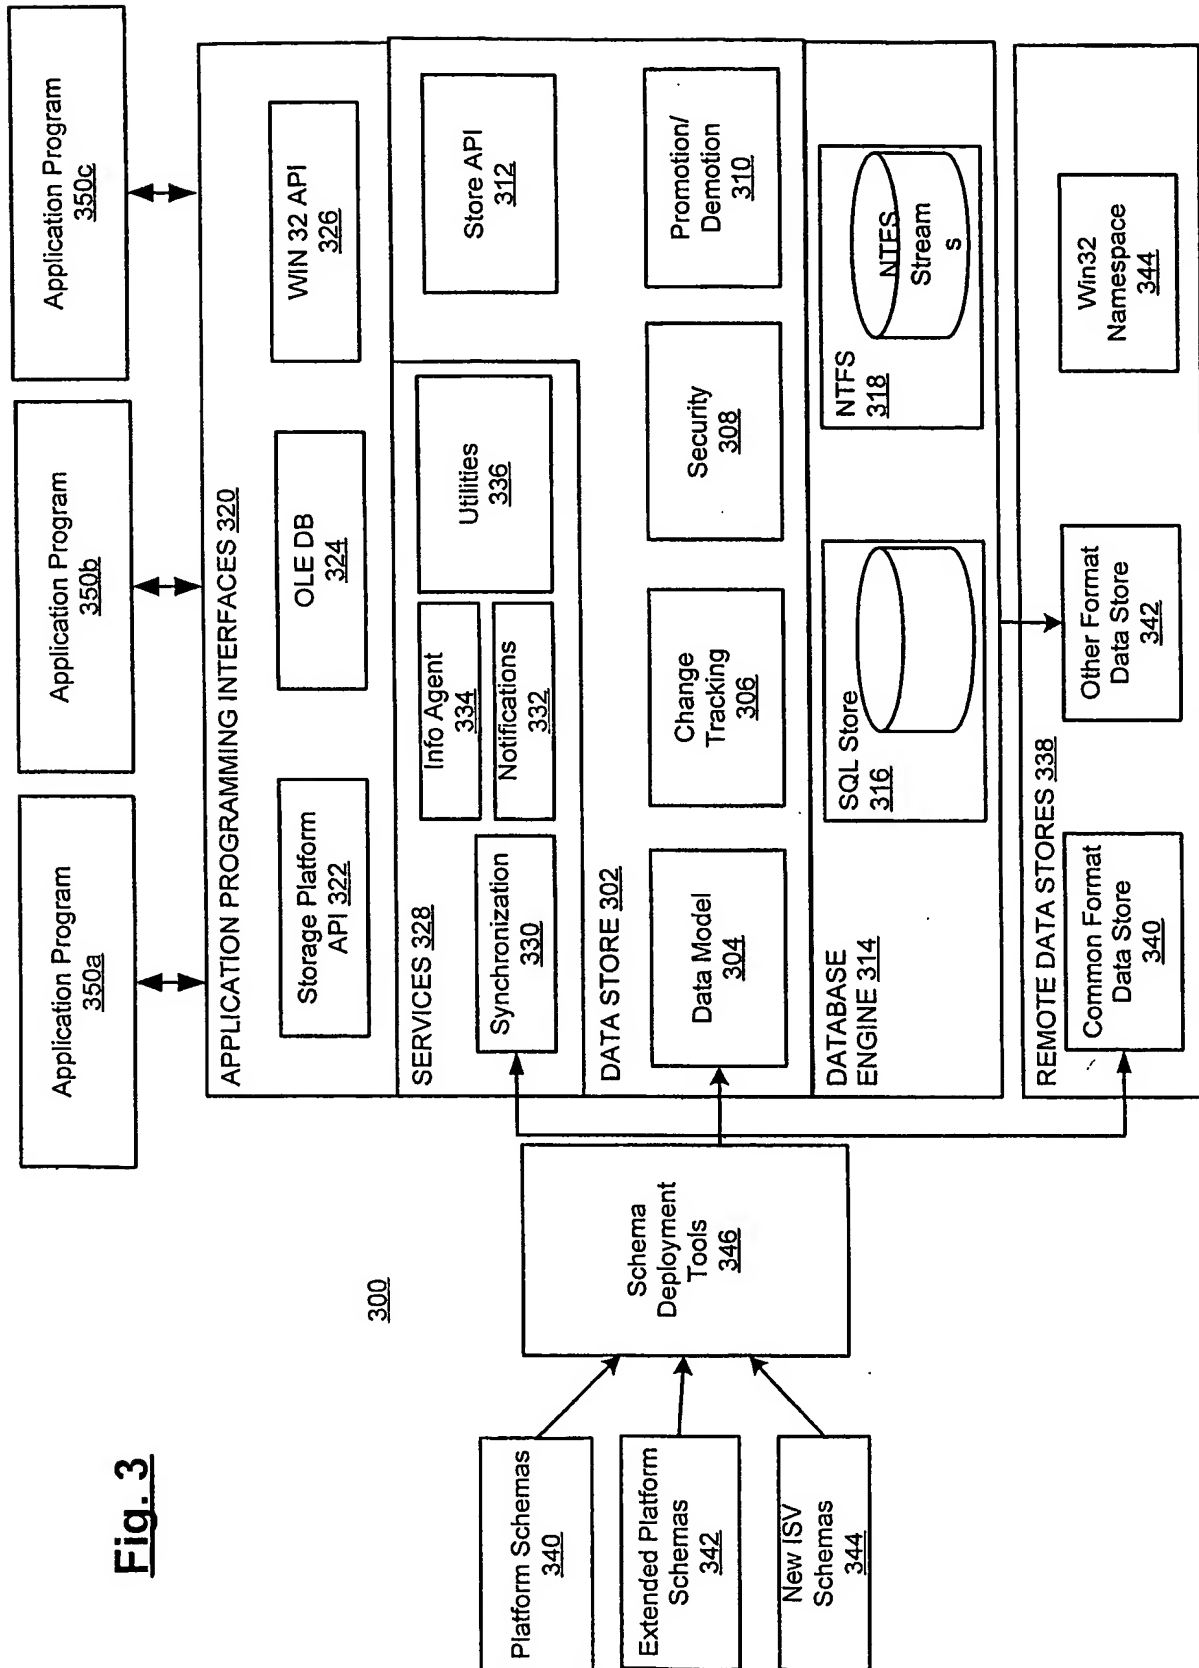 Application Program
350a
Application Program
350b
Application Program
350c
APPLICATION PROGRAMMING INTERFACES 320
Storage Platform
API 322
OLE DB
324
WIN 32 API
326
SERVICES 328
Synchronization
330
Info Agent
334
Notifications
332
Utilities
336
Store API
312
DATA STORE 302
Data Model
304
Change
Tracking
306
Security
308
Promotion/
Demotion
310
DATABASE
ENGINE 314
SQL Store
316
NTFS
318
NTFS
Stream
s
REMOTE DATA STORES 338
Common Format
Data Store
340
Other Format
Data Store
342
Win32
Namespace
344
Schema
Deployment
Tools
346
300
Platform Schemas
340
Extended Platform
Schemas
342
New ISV
Schemas
344
Fig. 3